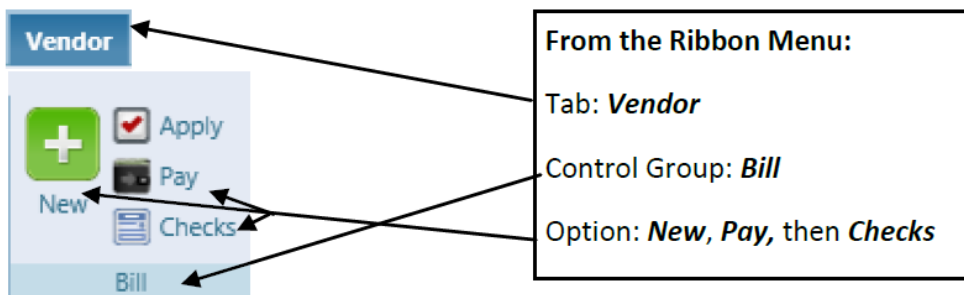 Vendor
New
Apply
Pay
Checks
Bill
From the Ribbon Menu:
Tab: Vendor
Control Group: Bill
Option: New, Pay, then Checks